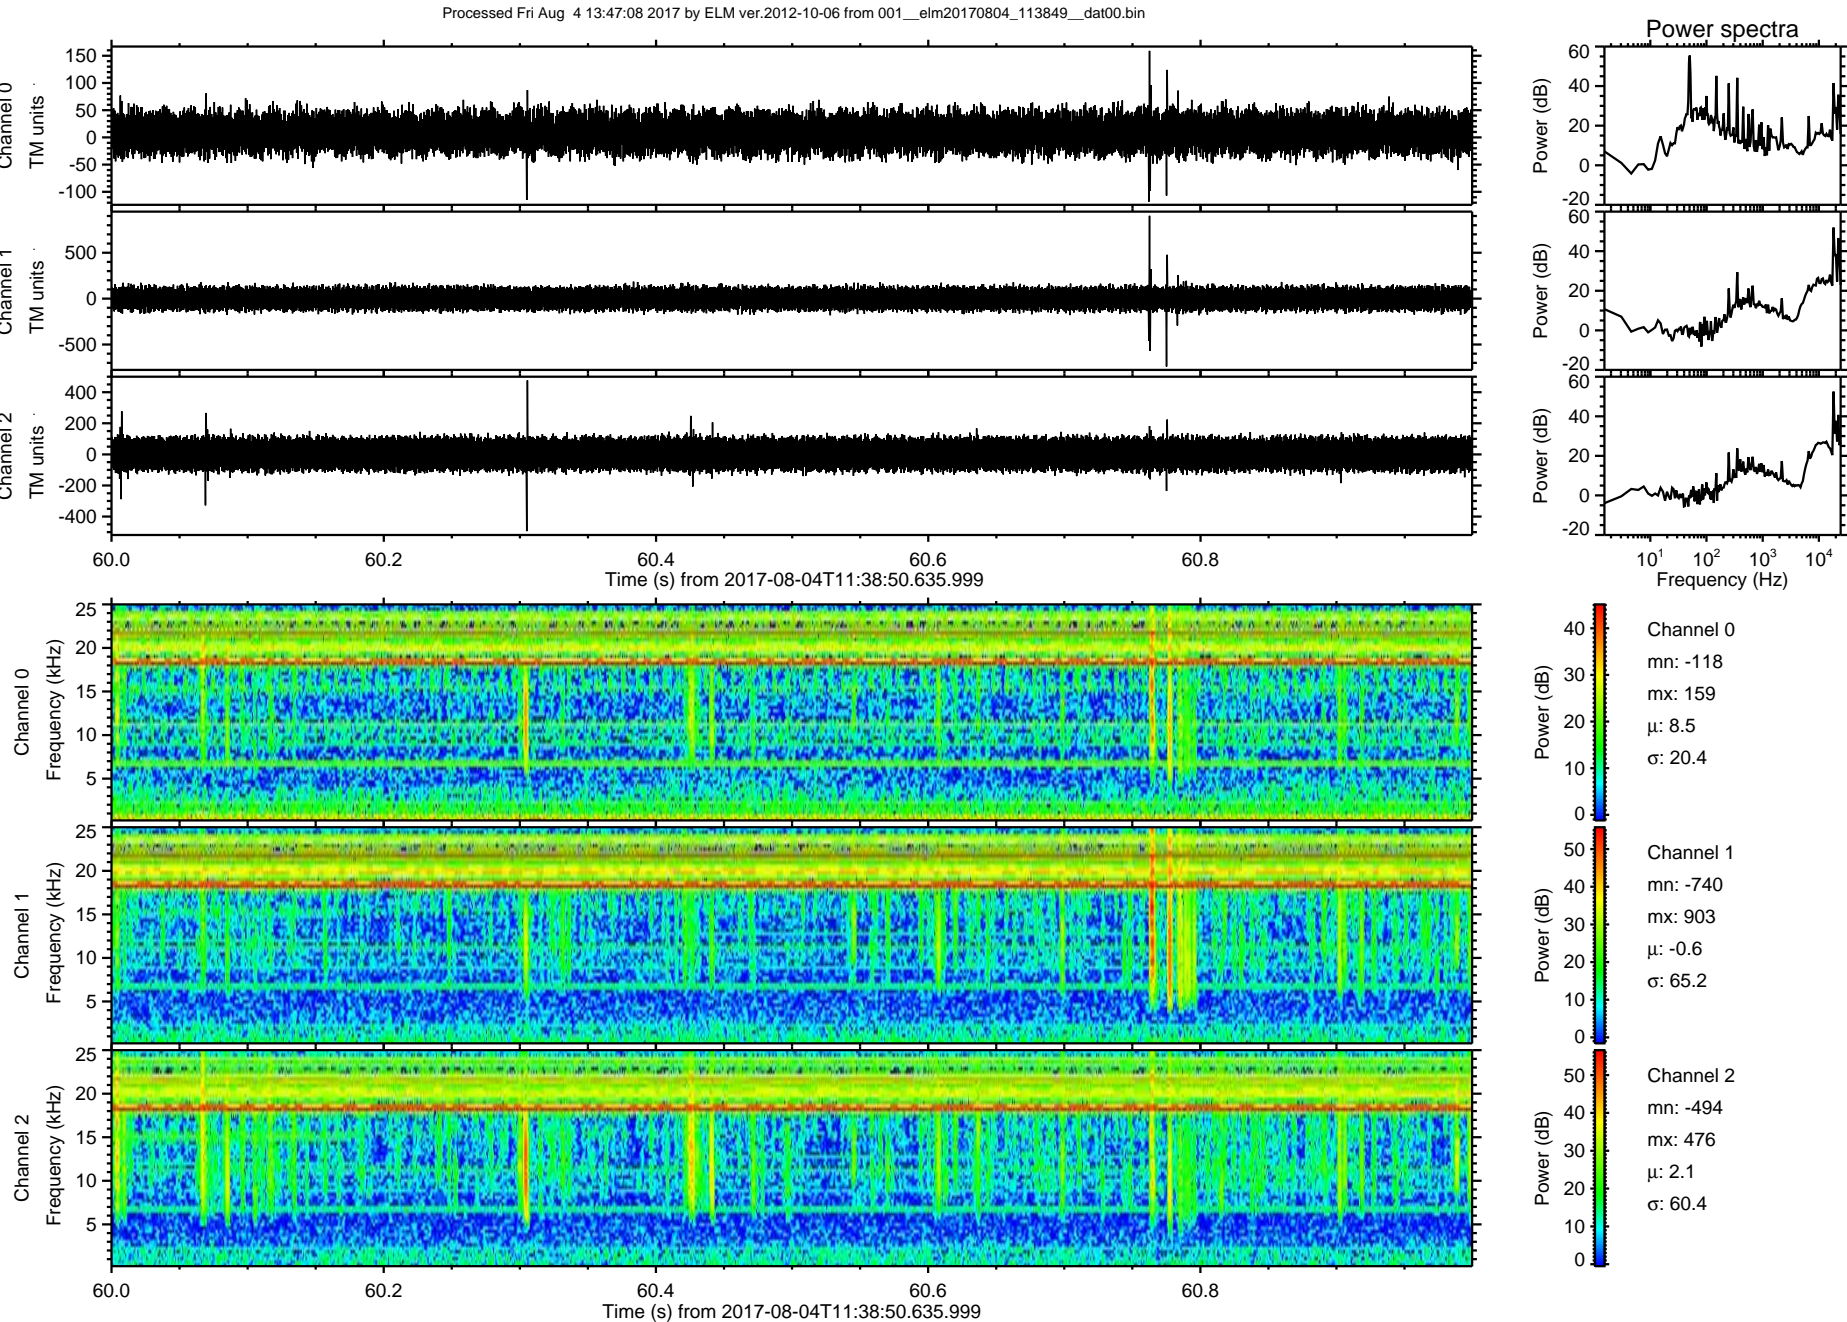 Processed Fri Aug  4 13:47:08 2017 by ELM ver.2012-10-06 from 001__elm20170804_113849__dat00.bin
Power spectra
Channel 0
TM units
150
100
50
0
-50
-100
Power (dB)
60
40
20
0
-20
Channel 1
TM units
500
0
-500
Power (dB)
60
40
20
0
-20
Channel 2
TM units
400
200
0
-200
-400
Power (dB)
60
40
20
0
-20
60.0 60.2 60.4 60.6 60.8
Time (s) from 2017-08-04T11:38:50.635.999
10¹ 10² 10³ 10⁴
Frequency (Hz)
Channel 0
Frequency (kHz)
25
20
15
10
5
Power (dB)
40
30
20
10
0
Channel 0
mn: -118
mx: 159
μ: 8.5
σ: 20.4
Channel 1
Frequency (kHz)
25
20
15
10
5
Power (dB)
50
40
30
20
10
0
Channel 1
mn: -740
mx: 903
μ: -0.6
σ: 65.2
Channel 2
Frequency (kHz)
25
20
15
10
5
Power (dB)
50
40
30
20
10
0
Channel 2
mn: -494
mx: 476
μ: 2.1
σ: 60.4
60.0 60.2 60.4 60.6 60.8
Time (s) from 2017-08-04T11:38:50.635.999